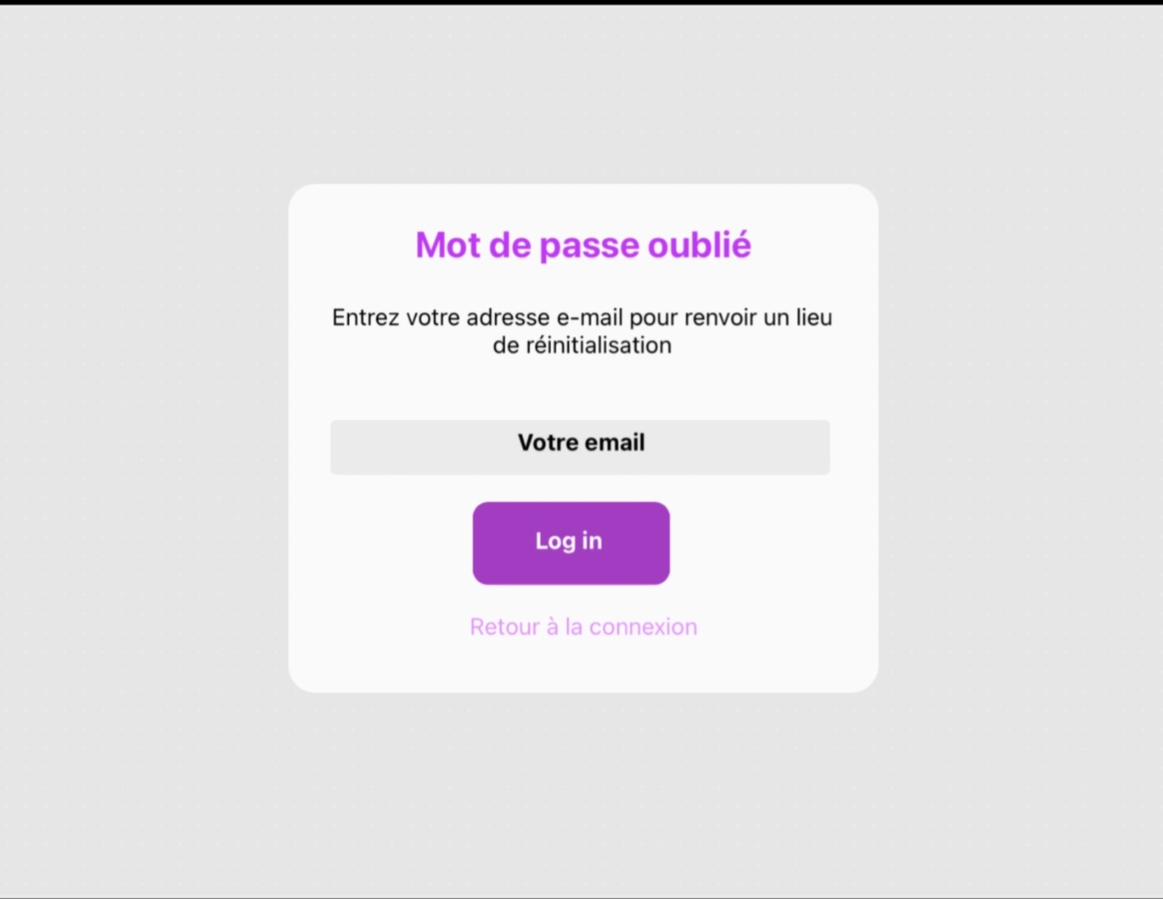 Mot de passe oublié
Entrez votre adresse e-mail pour renvoir un lieu
de réinitialisation
Votre email
Log in
Retour à la connexion